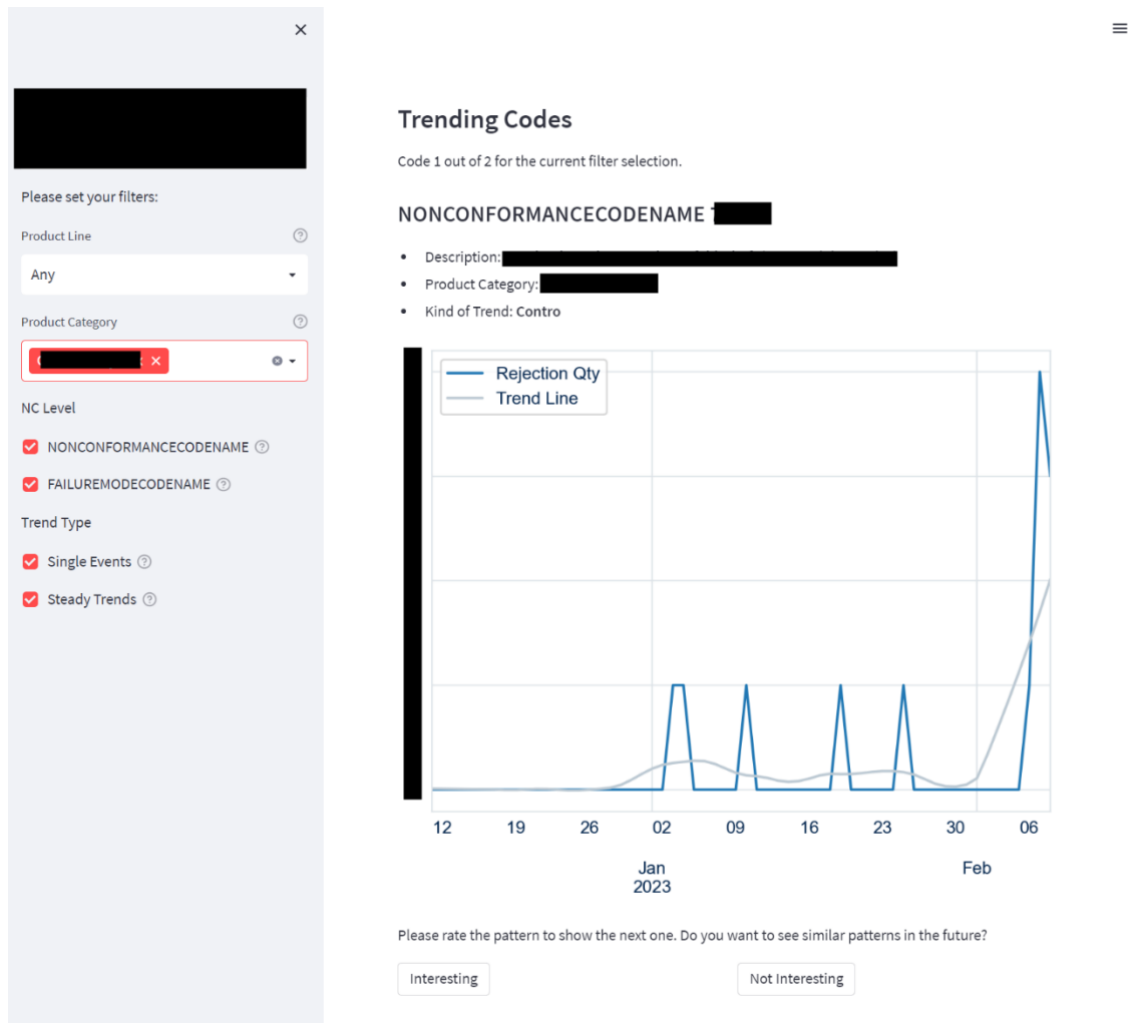 Please set your filters:
Product Line
Any
Product Category
NC Level
NONCONFORMANCECODENAME
FAILUREMODECODENAME
Trend Type
Single Events
Steady Trends
Trending Codes
Code 1 out of 2 for the current filter selection.
NONCONFORMANCECODENAME
Description:
Product Category:
Kind of Trend: Contro
Rejection Qty
Trend Line
12 19 26 02 09 16 23 30 06
Jan Feb
2023
Please rate the pattern to show the next one. Do you want to see similar patterns in the future?
Interesting Not Interesting